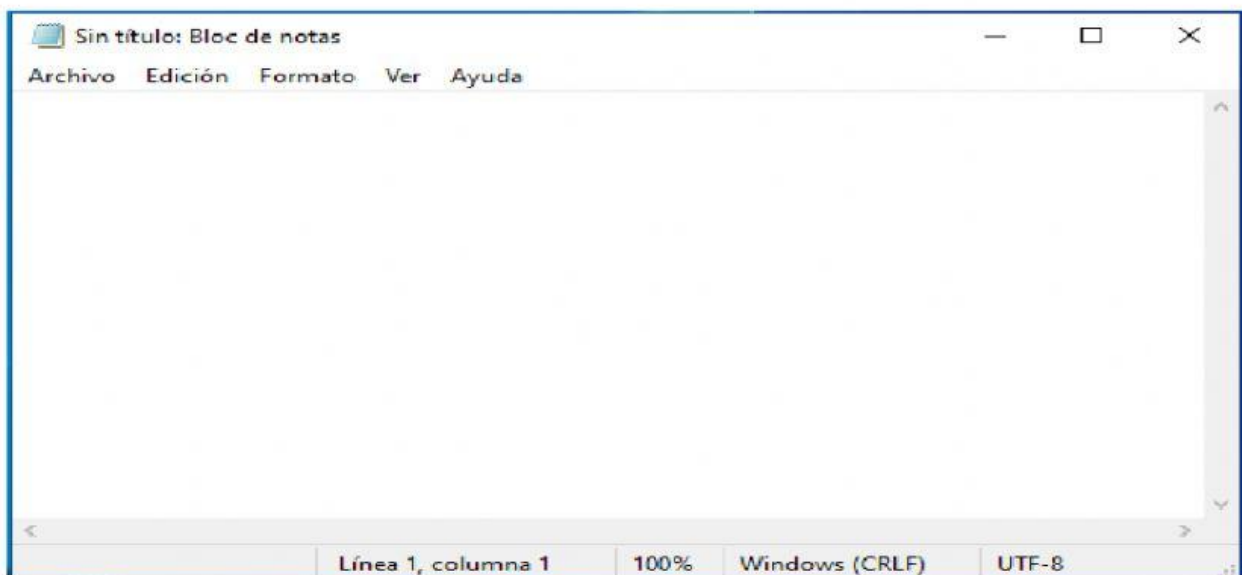 Sin título: Bloc de notas
Archivo Edición Formato Ver Ayuda
Línea 1, columna 1 100% Windows (CRLF) UTF-8